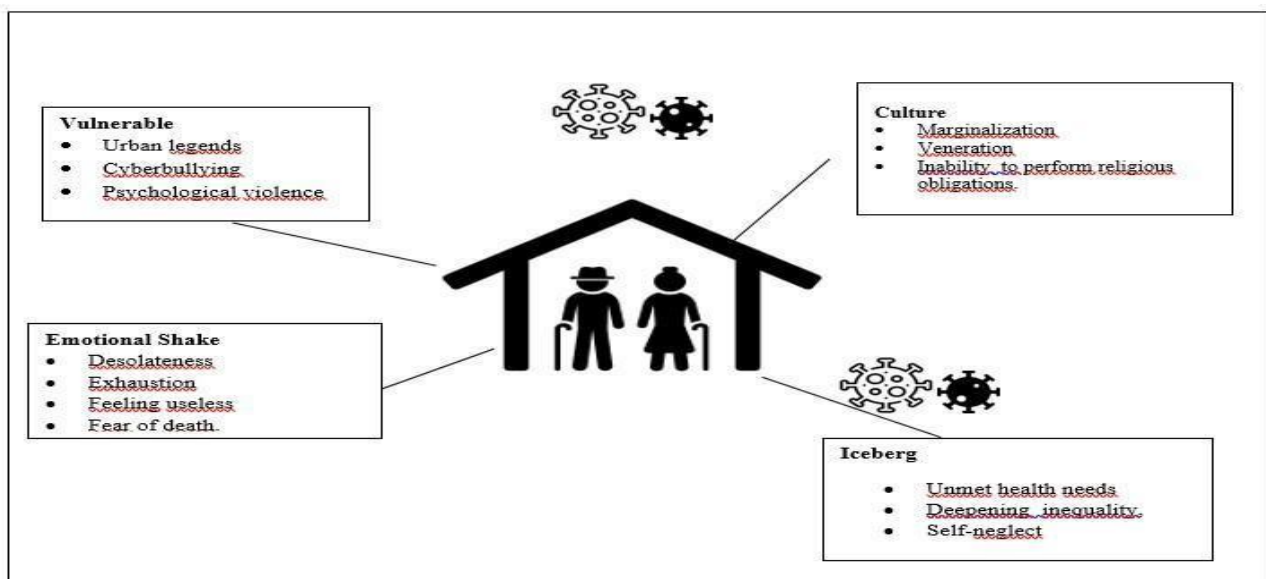 Vulnerable
• Urban legends
• Cyberbullying
• Psychological violence
Culture
• Marginalization
• Veneration
• Inability to perform religious
obligations.
Emotional Shake
• Desolateness
• Exhaustion
• Feeling useless
• Fear of death.
Iceberg
• Unmet health needs
• Deepening inequality.
• Self-neglect